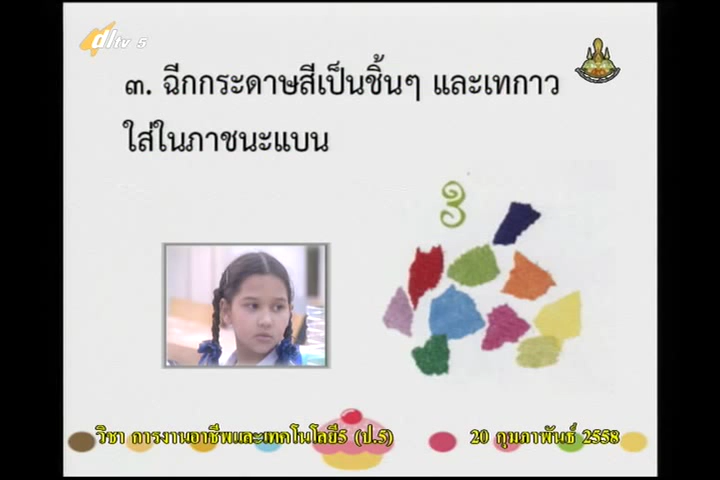 dltv 5
๓. ฉีกกระดาษสีเป็นชิ้นๆ และเทกาว
ใส่ในภาชนะแบน
๓
วิชา การงานอาชีพและเทคโนโลยี5 (ป.5)
20 กุมภาพันธ์ 2558